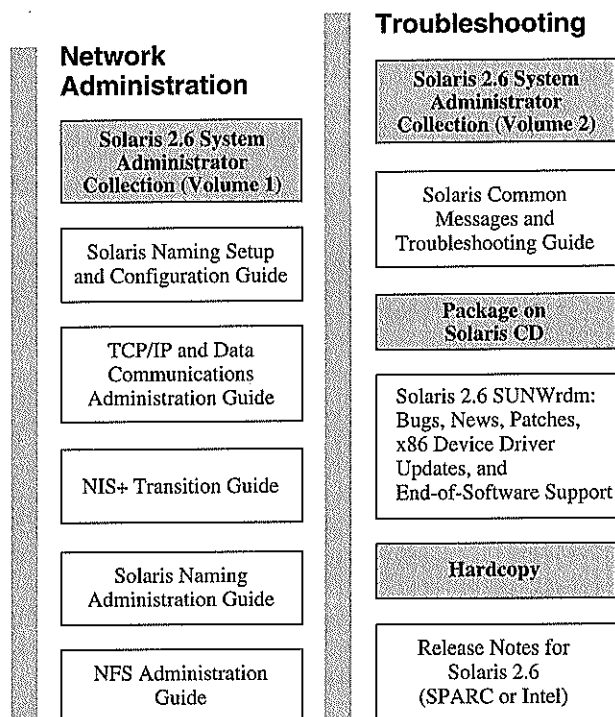 Network
Administration
Solaris 2.6 System
Administrator
Collection (Volume 1)
Solaris Naming Setup
and Configuration Guide
TCP/IP and Data
Communications
Administration Guide
NIS+ Transition Guide
Solaris Naming
Administration Guide
NFS Administration
Guide
Troubleshooting
Solaris 2.6 System
Administrator
Collection (Volume 2)
Solaris Common
Messages and
Troubleshooting Guide
Package on
Solaris CD
Solaris 2.6 SUNWrdm:
Bugs, News, Patches,
x86 Device Driver
Updates, and
End-of-Software Support
Hardcopy
Release Notes for
Solaris 2.6
(SPARC or Intel)